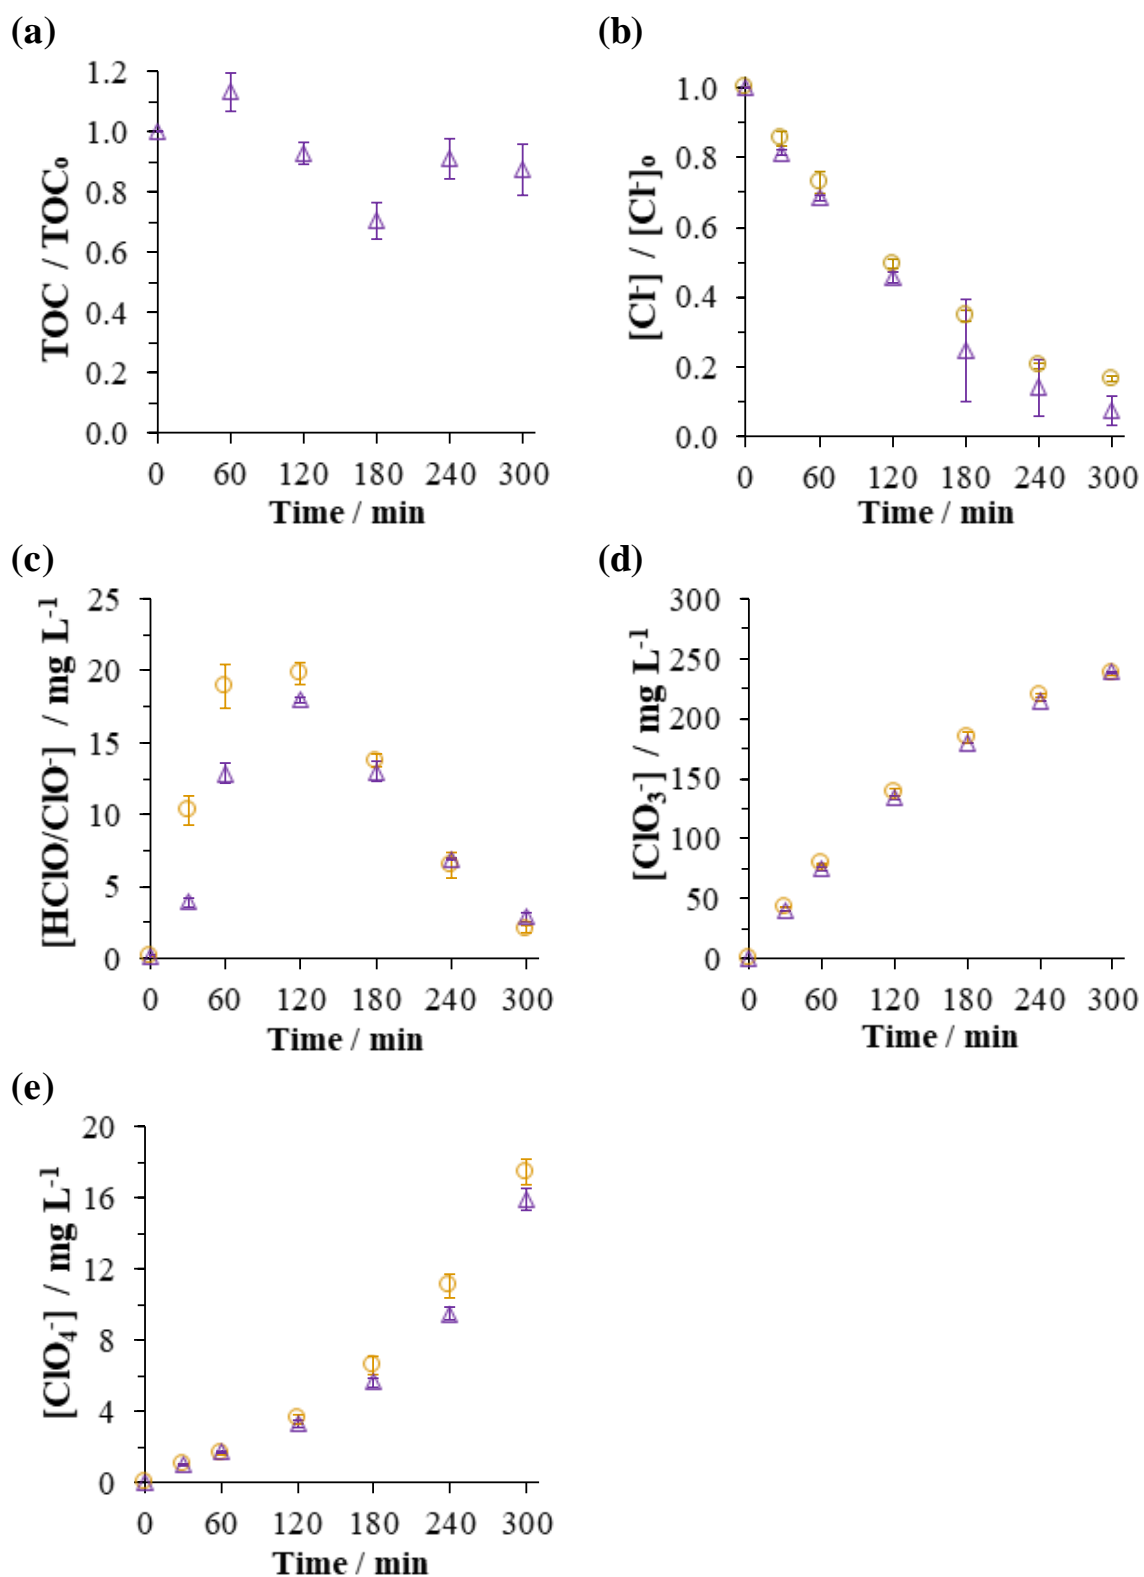 (a)
TOC / TOC₀
1.2
1.0
0.8
0.6
0.4
0.2
0.0
0 60 120 180 240 300
Time / min
(b)
[Cl⁻] / [Cl⁻]₀
1.0
0.8
0.6
0.4
0.2
0.0
0 60 120 180 240 300
Time / min
(c)
[HClO/ClO⁻] / mg L⁻¹
25
20
15
10
5
0
0 60 120 180 240 300
Time / min
(d)
[ClO₃⁻] / mg L⁻¹
300
250
200
150
100
50
0
0 60 120 180 240 300
Time / min
(e)
[ClO₄⁻] / mg L⁻¹
20
16
12
8
4
0
0 60 120 180 240 300
Time / min